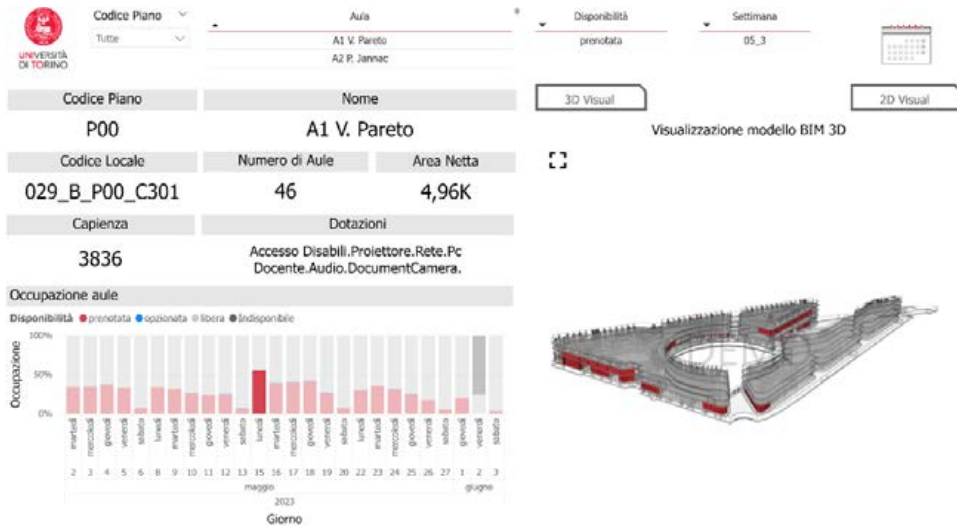 UNIVERSITÀ
DI TORINO
Codice Piano
Tutte
Aula
A1 V. Pareto
A2 P. Jannac
Disponibilità
prenotata
Settimana
05_3
Codice Piano
Nome
P00
A1 V. Pareto
Codice Locale
Numero di Aule
Area Netta
029_B_P00_C301
46
4,96K
Capienza
Dotazioni
3836
Accesso Disabili.Proiettore.Rete.Pc
Docente.Audio.DocumentCamera.
3D Visual
2D Visual
Visualizzazione modello BIM 3D
Occupazione aule
Disponibilità prenotata opzionata libera Indisponibile
Occupazione
100%
50%
0%
martedì mercoledì giovedì venerdì sabato lunedì martedì mercoledì giovedì venerdì sabato lunedì martedì mercoledì giovedì venerdì sabato lunedì martedì mercoledì giovedì venerdì sabato giovedì venerdì sabato
2 3 4 5 6 8 9 10 11 12 13 15 16 17 18 19 20 22 23 24 25 26 27 1 2 3
maggio giugno
2023
Giorno